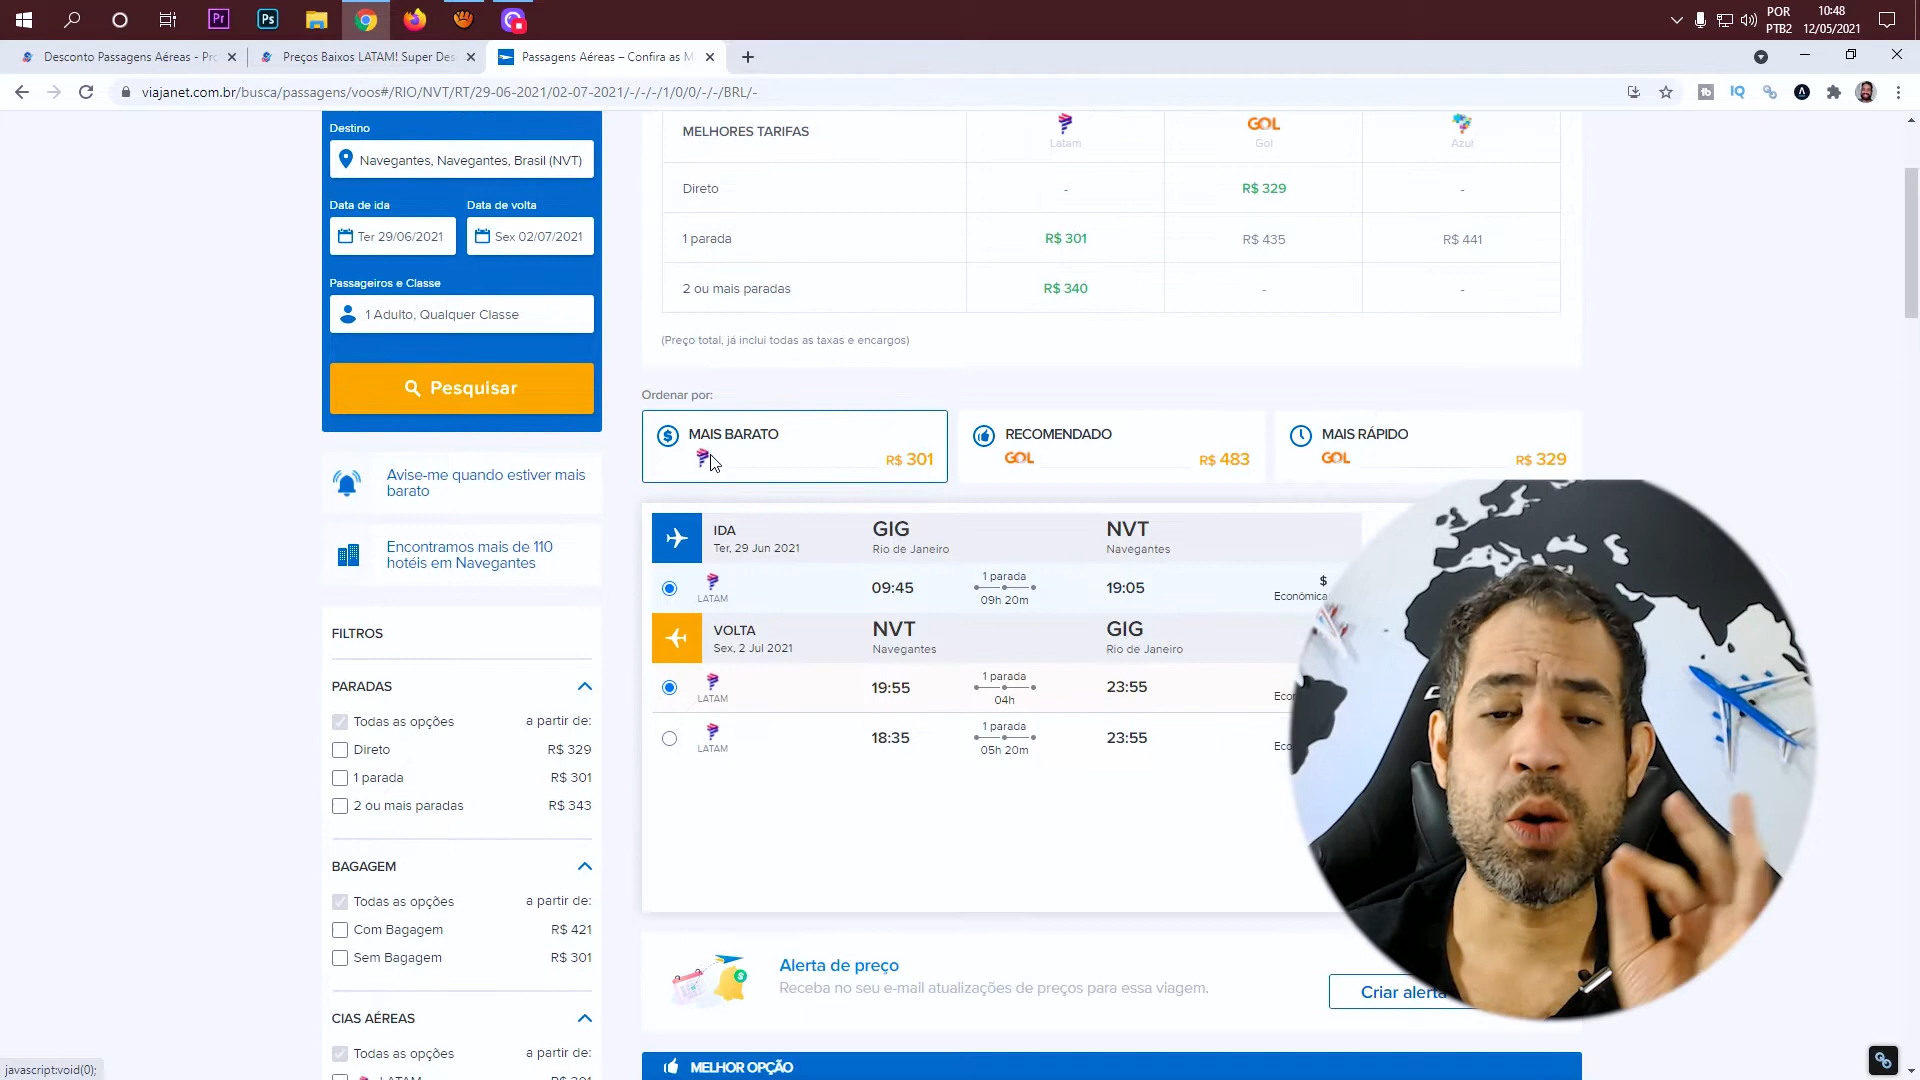 POR
10:48
PTB2
12/05/2021
Desconto Passagens Aéreas - Pro
Preços Baixos LATAM! Super Des
Passagens Aéreas – Confira as M
viajanet.com.br/busca/passagens/voos#/RIO/NVT/RT/29-06-2021/02-07-2021/-/-/-/1/0/0/-/-/BRL/-
Destino
Navegantes, Navegantes, Brasil (NVT)
Data de ida
Data de volta
Ter 29/06/2021
Sex 02/07/2021
Passageiros e Classe
1 Adulto, Qualquer Classe
Pesquisar
Avise-me quando estiver mais
barato
Encontramos mais de 110
hotéis em Navegantes
FILTROS
PARADAS
Todas as opções a partir de:
Direto R$ 329
1 parada R$ 301
2 ou mais paradas R$ 343
BAGAGEM
Todas as opções a partir de:
Com Bagagem R$ 421
Sem Bagagem R$ 301
CIAS AÉREAS
Todas as opções a partir de:
LATAM R$ 301
MELHORES TARIFAS
Latam
GOL
Gol
Azul
Direto - R$ 329 -
1 parada R$ 301 R$ 435 R$ 441
2 ou mais paradas R$ 340 - -
(Preço total, já inclui todas as taxas e encargos)
Ordenar por:
MAIS BARATO
R$ 301
RECOMENDADO
GOL R$ 483
MAIS RÁPIDO
GOL R$ 329
IDA GIG NVT
Ter, 29 Jun 2021 Rio de Janeiro Navegantes
LATAM 09:45 1 parada 09h 20m 19:05 $ Econômica
VOLTA NVT GIG
Sex, 2 Jul 2021 Navegantes Rio de Janeiro
LATAM 19:55 1 parada 04h 23:55 Eco
LATAM 18:35 1 parada 05h 20m 23:55 Eco
Alerta de preço
Receba no seu e-mail atualizações de preços para essa viagem.
Criar alerta
MELHOR OPÇÃO
javascript:void(0);
Pr
Ps
IQ